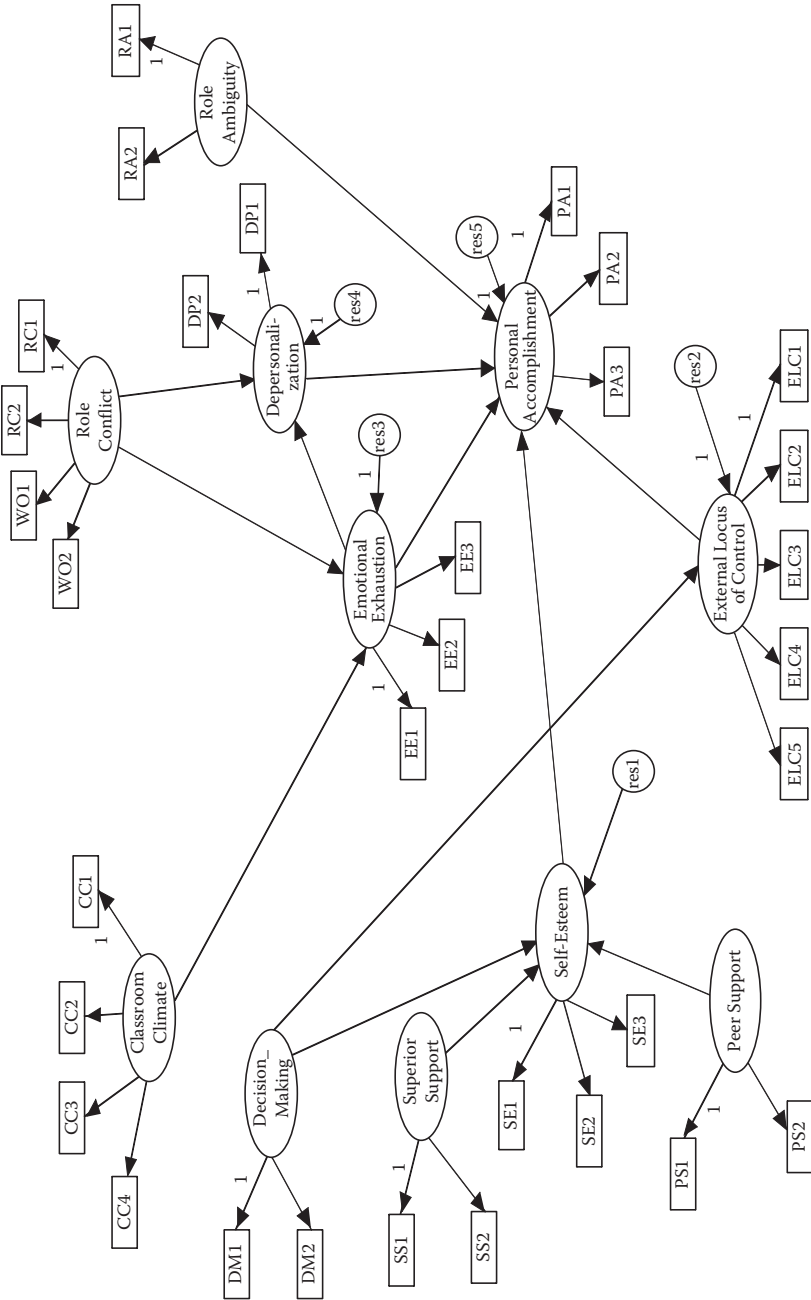 CC4
CC3
CC2
CC1
1
Classroom
Climate
WO2
WO1
RC2
RC1
1
Role
Conflict
RA2
RA1
1
Role
Ambiguity
DM1
DM2
1
Decision_
Making
DP2
DP1
1
Depersonali-
zation
1
res4
EE1
1
EE2
EE3
Emotional
Exhaustion
1
res3
SS1
SS2
1
Superior
Support
SE1
1
SE2
SE3
Self-Esteem
res1
Personal
Accomplishment
1
res5
PA3
PA2
PA1
1
PS1
1
PS2
Peer Support
External Locus
of Control
1
res2
1
ELC5
ELC4
ELC3
ELC2
ELC1